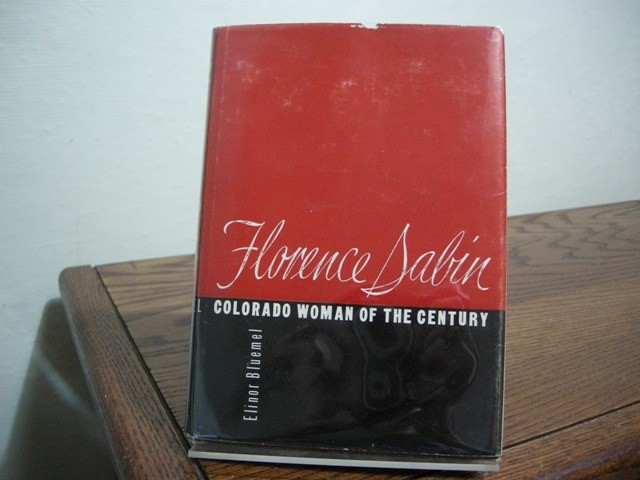 Florence Sabin
COLORADO WOMAN OF THE CENTURY
Elinor Bluemel